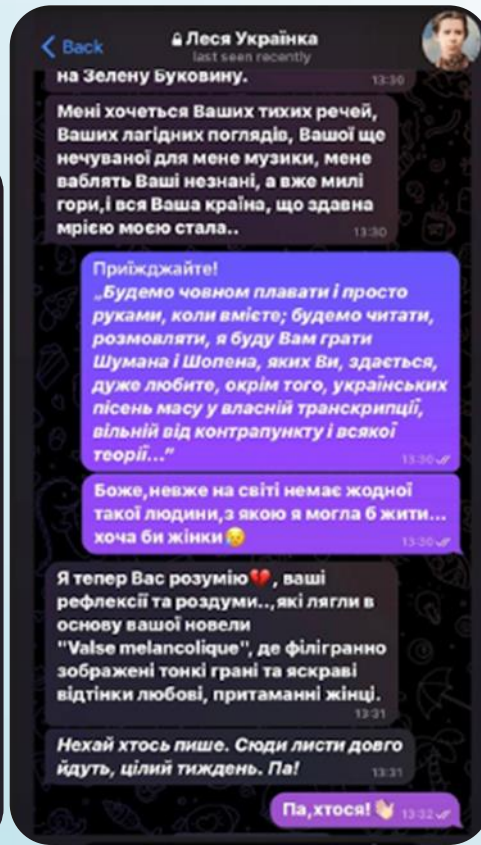 Back
Леся Українка
last seen recently
на Зелену Буковину.
13:30
Мені хочеться Ваших тихих речей,
Ваших лагідних поглядів, Вашої ще
нечуваної для мене музики, мене
ваблять Ваші незнані, а вже милі
гори,і вся Ваша країна, що здавна
мрією моєю стала..
13:30
Приїжджайте!
„Будемо човном плавати і просто
руками, коли вмієте; будемо читати,
розмовляти, я буду Вам грати
Шумана і Шопена, яких Ви, здається,
дуже любите, окрім того, українських
пісень масу у власній транскрипції,
вільній від контрапункту і всякої
теорії...”
13:30
Боже,невже на світі немає жодної
такої людини,з якою я могла б жити...
хоча би жінки😥
13:30
Я тепер Вас розумію💔, ваші
рефлексії та роздуми..,які лягли в
основу вашої новели
"Valse melancolique", де філігранно
зображені тонкі грані та яскраві
відтінки любові, притаманні жінці.
13:31
Нехай хтось пише. Сюди листи довго
йдуть, цілий тиждень. Па!
13:31
Па,хтося!👋🏻
13:32